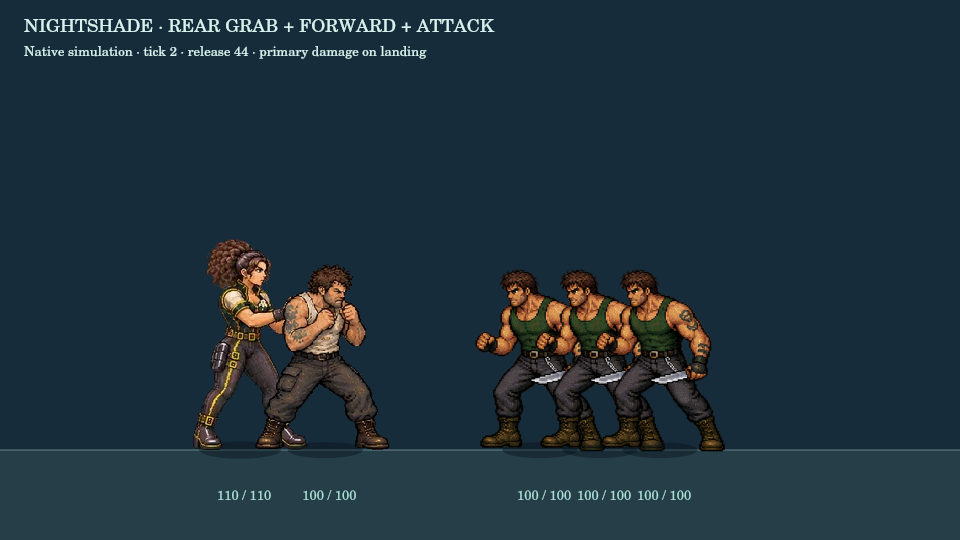 NIGHTSHADE · REAR GRAB + FORWARD + ATTACK
Native simulation · tick 2 · release 44 · primary damage on landing
110 / 110 100 / 100 100 / 100 100 / 100 100 / 100